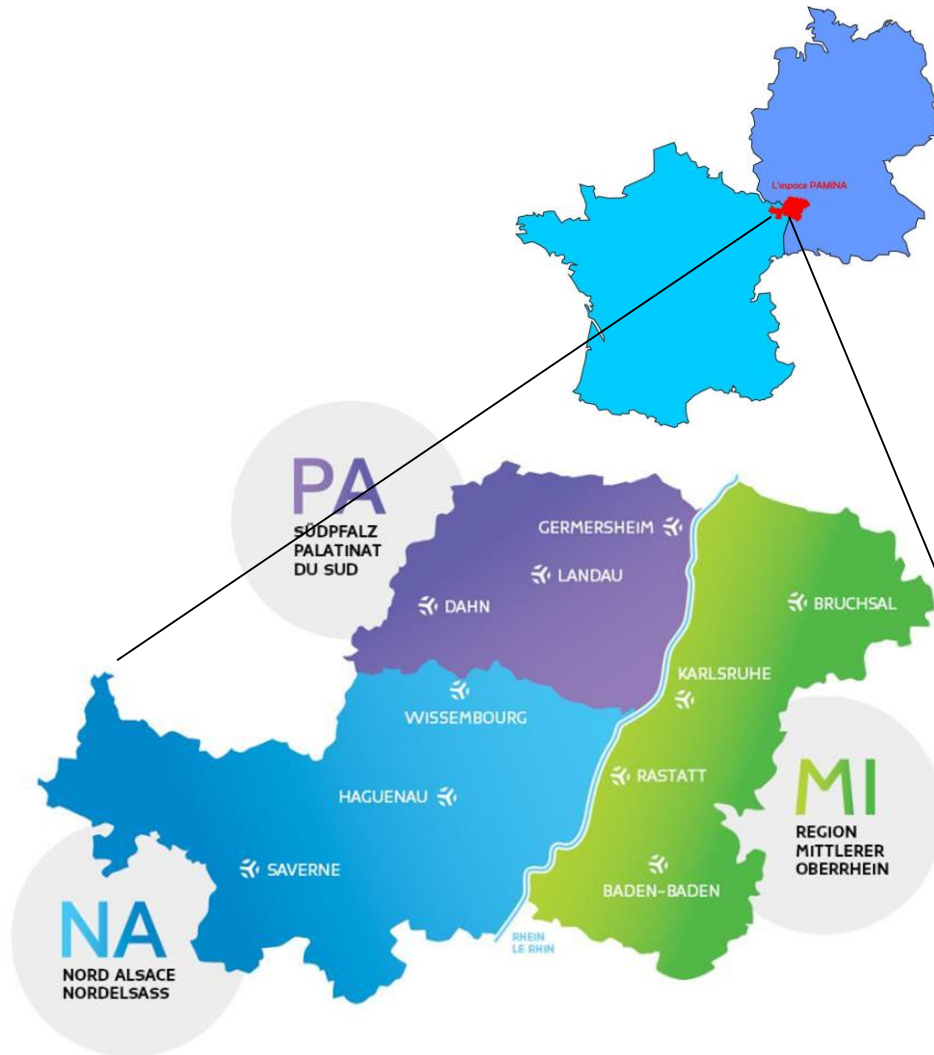 L'espace PAMINA
PA
SÜDPFALZ
PALATINAT
DU SUD
GERMERSHEIM
LANDAU
DAHN
BRUCHSAL
KARLSRUHE
WISSEMBOURG
RASTATT
HAGUENAU
MI
REGION
MITTLERER
OBERRHEIN
SAVERNE
BADEN-BADEN
NA
NORD ALSACE
NORDELSASS
RHEIN
LE RHIN